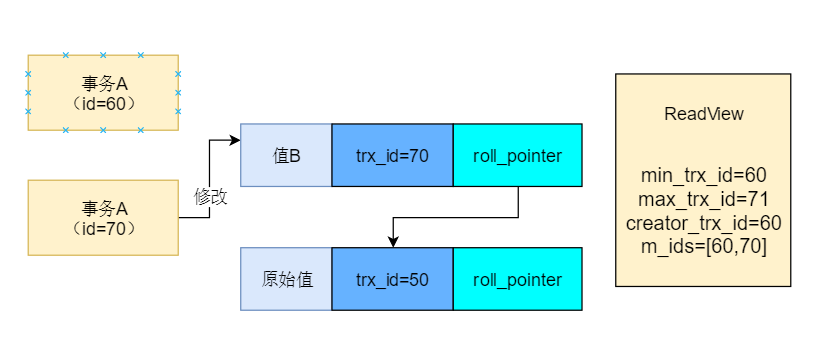 事务A
（id=60）
事务A
（id=70）
修改
值B
trx_id=70
roll_pointer
原始值
trx_id=50
roll_pointer
ReadView
min_trx_id=60
max_trx_id=71
creator_trx_id=60
m_ids=[60,70]